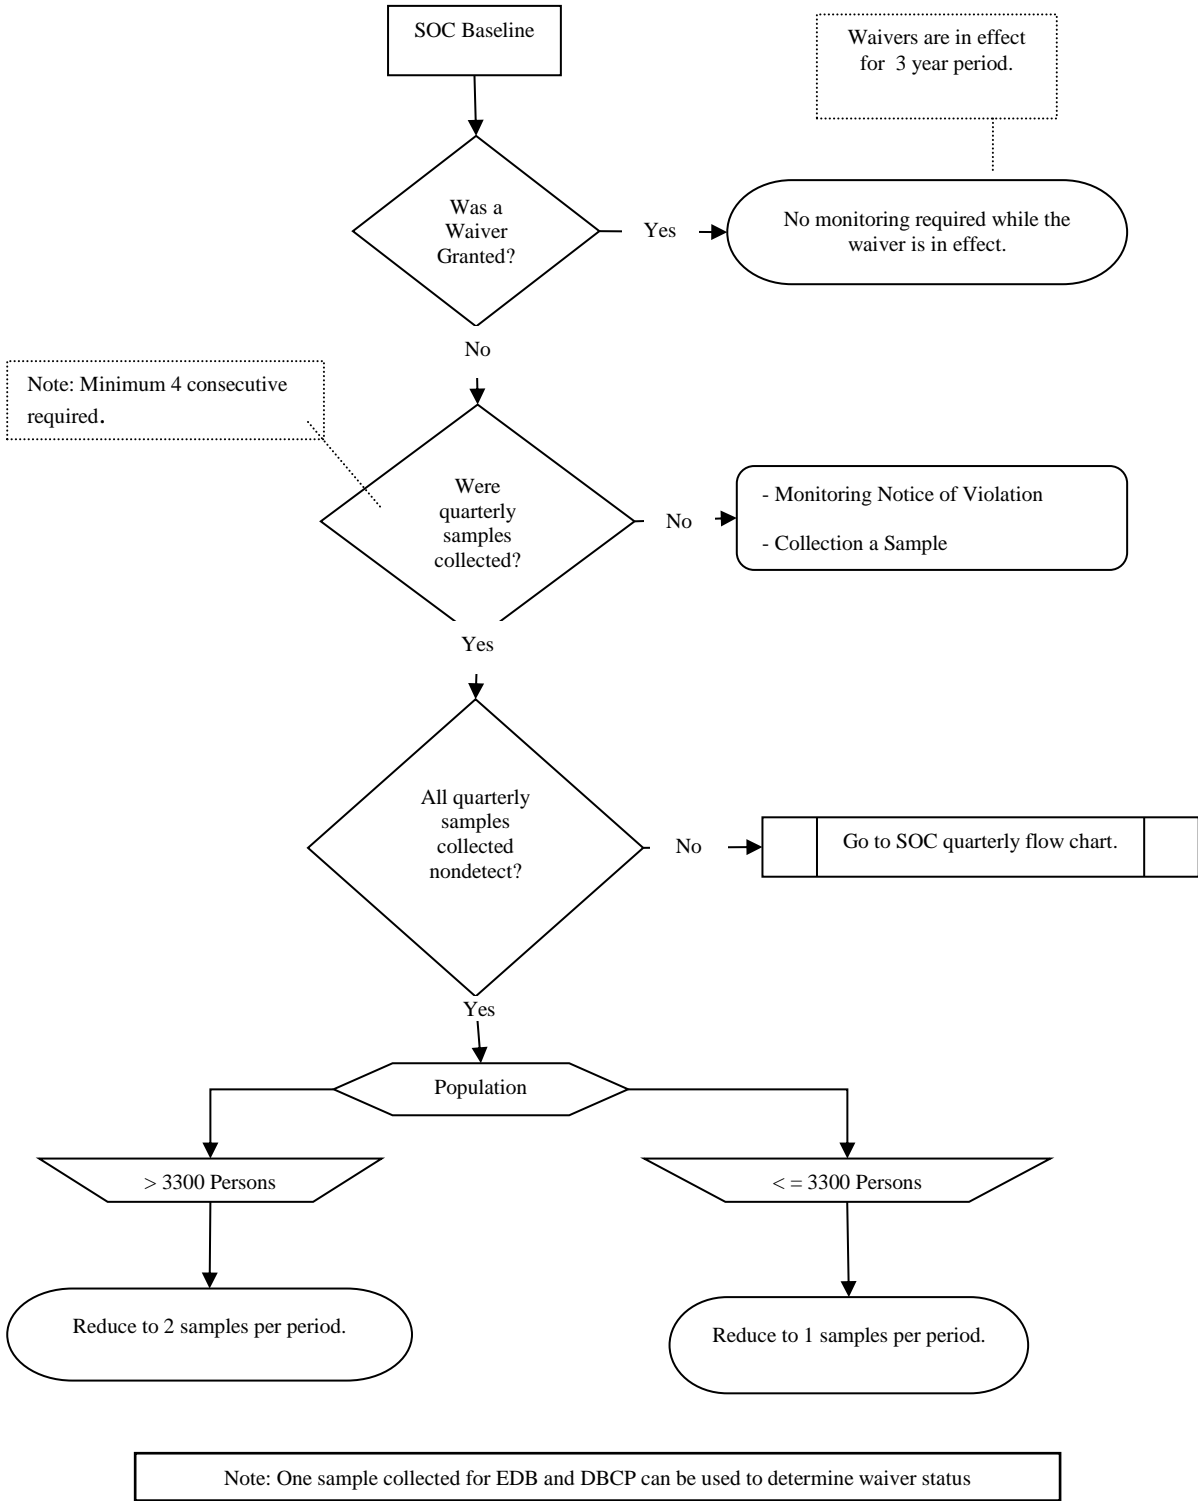 SOC Baseline
Waivers are in effect
for 3 year period.
Was a
Waiver
Granted?
Yes
No monitoring required while the
waiver is in effect.
No
Note: Minimum 4 consecutive
required.
Were
quarterly
samples
collected?
No
- Monitoring Notice of Violation
- Collection a Sample
Yes
All quarterly
samples
collected
nondetect?
No
Go to SOC quarterly flow chart.
Yes
Population
> 3300 Persons
< = 3300 Persons
Reduce to 2 samples per period.
Reduce to 1 samples per period.
Note: One sample collected for EDB and DBCP can be used to determine waiver status